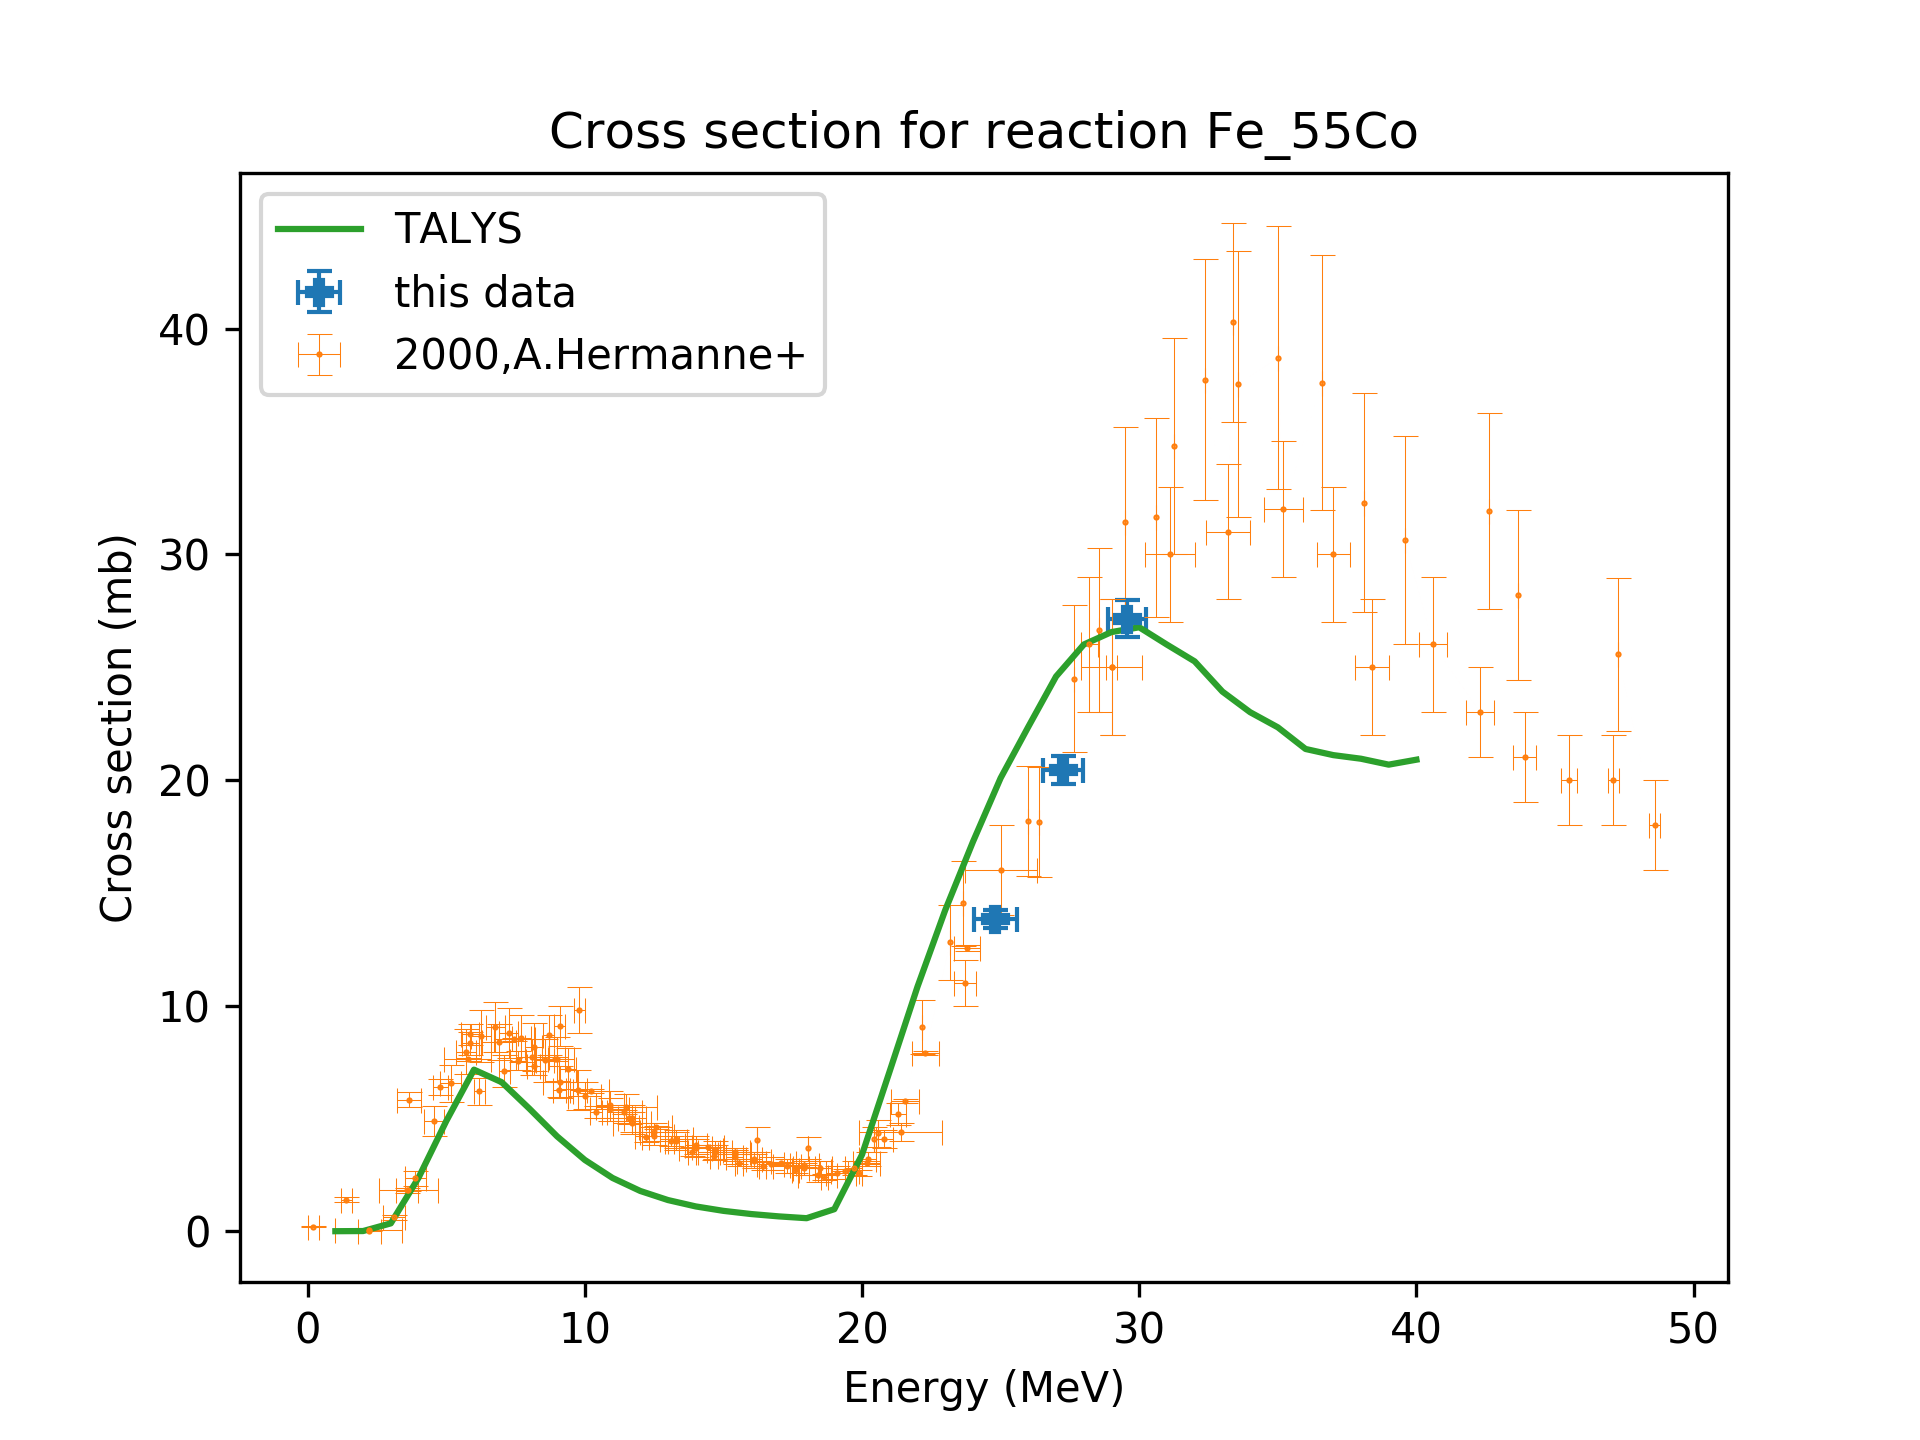 Cross section for reaction Fe_55Co
TALYS
this data
2000,A.Hermanne+
Cross section (mb)
40
30
20
10
0
0 10 20 30 40 50
Energy (MeV)